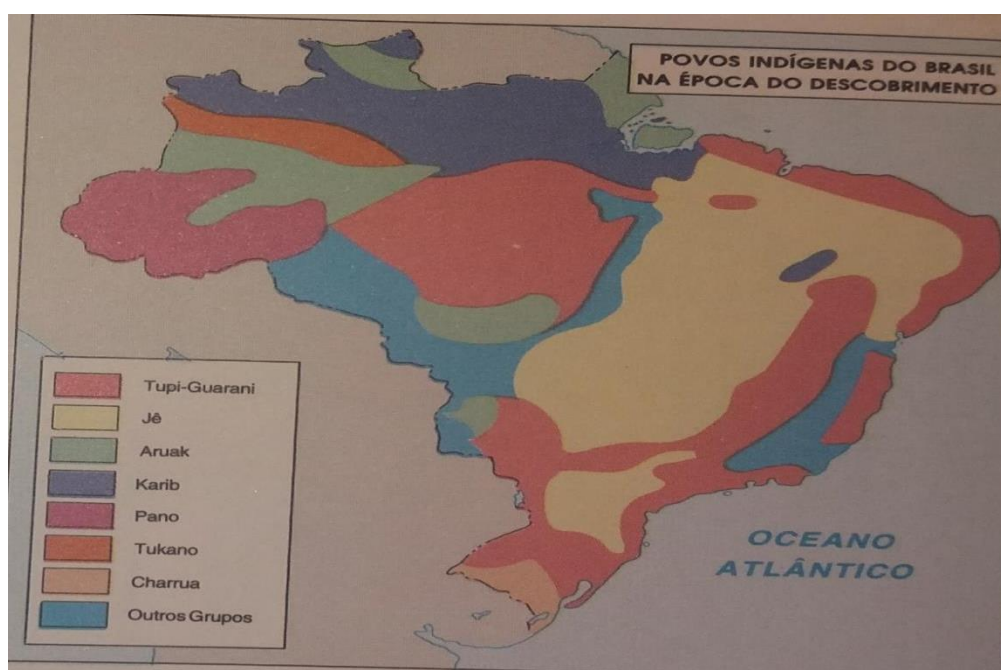 POVOS INDÍGENAS DO BRASIL
NA ÉPOCA DO DESCOBRIMENTO
Tupi-Guarani
Jê
Aruak
Karib
Pano
Tukano
Charrua
Outros Grupos
OCEANO
ATLÂNTICO